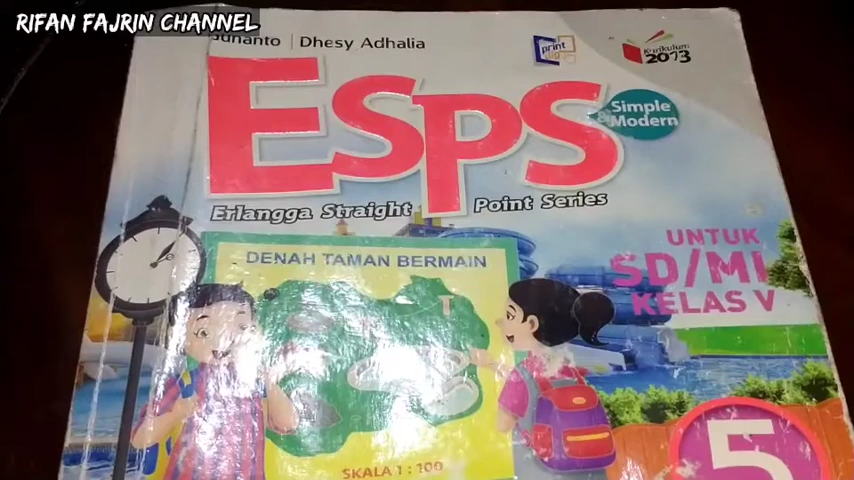 RIFAN FAJRIN CHANNEL
Dhesy Adhalia
print
Kurikulum
2013
ESPS
Simple
& Modern
Erlangga Straight Point Series
UNTUK
SD/MI
KELAS V
DENAH TAMAN BERMAIN
SKALA 1 : 100
5